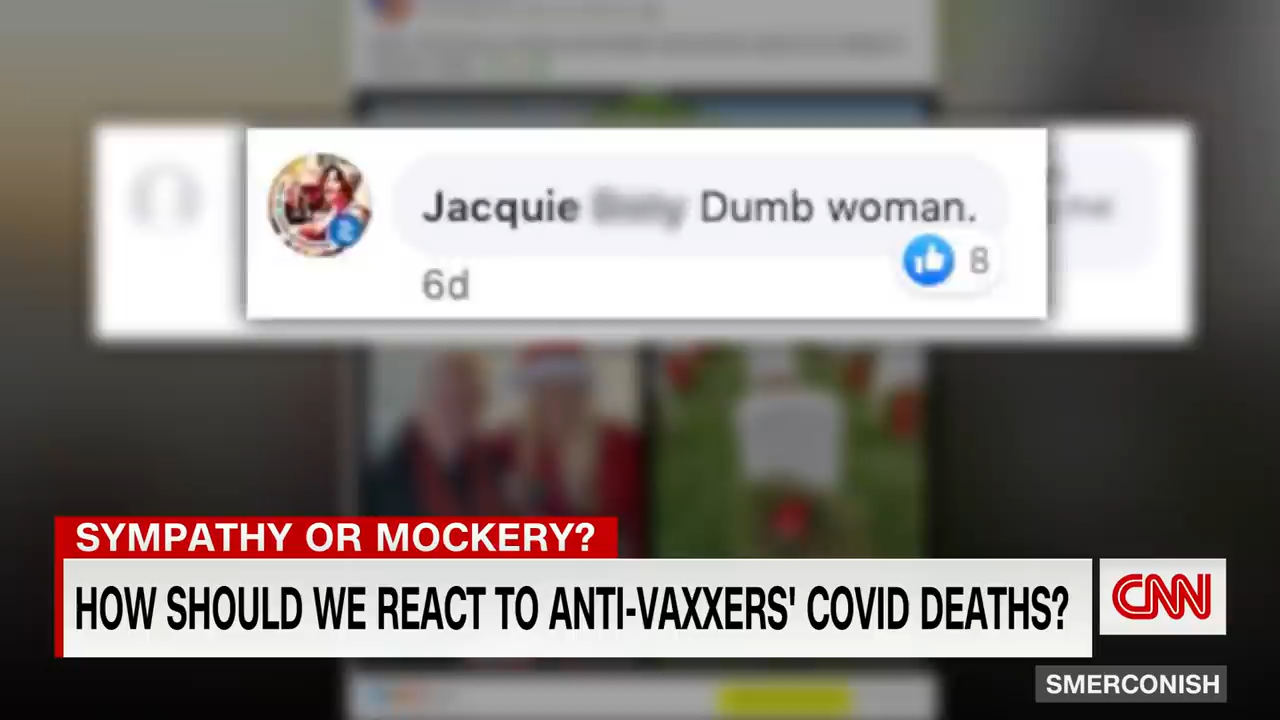 Jacquie Dumb woman.
8
6d
SYMPATHY OR MOCKERY?
HOW SHOULD WE REACT TO ANTI-VAXXERS' COVID DEATHS?
CNN
SMERCONISH